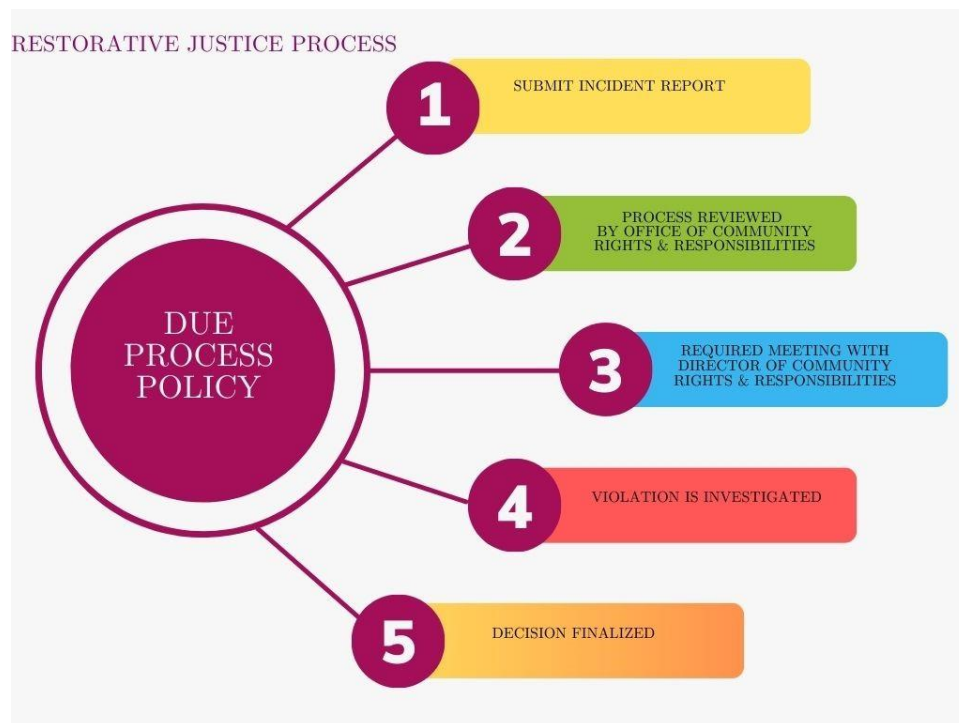 RESTORATIVE JUSTICE PROCESS
1
SUBMIT INCIDENT REPORT
2
PROCESS REVIEWED
BY OFFICE OF COMMUNITY
RIGHTS & RESPONSIBILITIES
DUE
PROCESS
POLICY
3
REQUIRED MEETING WITH
DIRECTOR OF COMMUNITY
RIGHTS & RESPONSIBILITIES
4
VIOLATION IS INVESTIGATED
5
DECISION FINALIZED